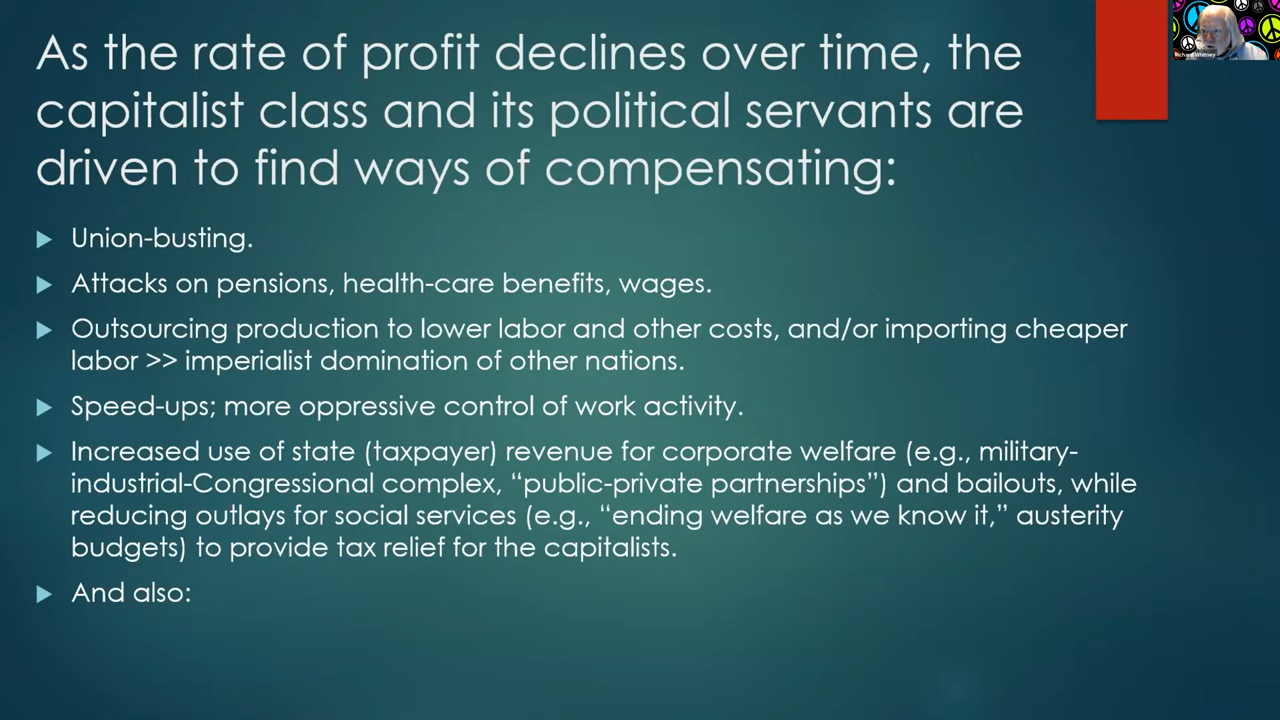 As the rate of profit declines over time, the
capitalist class and its political servants are
driven to find ways of compensating:
Union-busting.
Attacks on pensions, health-care benefits, wages.
Outsourcing production to lower labor and other costs, and/or importing cheaper
labor >> imperialist domination of other nations.
Speed-ups; more oppressive control of work activity.
Increased use of state (taxpayer) revenue for corporate welfare (e.g., military-
industrial-Congressional complex, “public-private partnerships”) and bailouts, while
reducing outlays for social services (e.g., “ending welfare as we know it,” austerity
budgets) to provide tax relief for the capitalists.
And also:
Richard Whitney